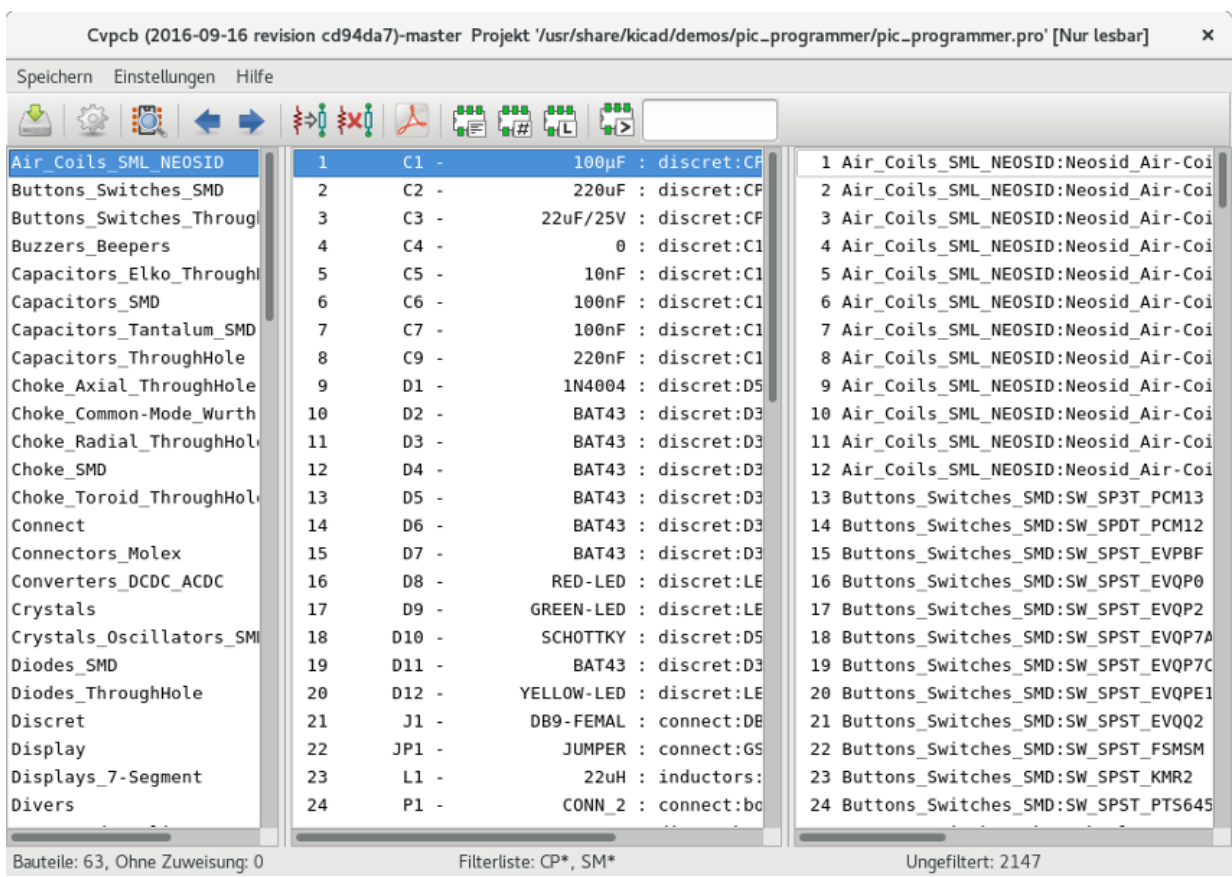 Cvpcb (2016-09-16 revision cd94da7)-master Projekt '/usr/share/kicad/demos/pic_programmer/pic_programmer.pro' [Nur lesbar] ×
Speichern Einstellungen Hilfe
Air_Coils_SML_NEOSID
Buttons_Switches_SMD
Buttons_Switches_Throug
Buzzers_Beepers
Capacitors_Elko_Through
Capacitors_SMD
Capacitors_Tantalum_SMD
Capacitors_ThroughHole
Choke_Axial_ThroughHole
Choke_Common-Mode_Wurth
Choke_Radial_ThroughHol
Choke_SMD
Choke_Toroid_ThroughHol
Connect
Connectors_Molex
Converters_DCDC_ACDC
Crystals
Crystals_Oscillators_SM
Diodes_SMD
Diodes_ThroughHole
Discret
Display
Displays_7-Segment
Divers
1 C1 - 100µF : discret:CP
2 C2 - 220uF : discret:CP
3 C3 - 22uF/25V : discret:CP
4 C4 - 0 : discret:C1
5 C5 - 10nF : discret:C1
6 C6 - 100nF : discret:C1
7 C7 - 100nF : discret:C1
8 C9 - 220nF : discret:C1
9 D1 - 1N4004 : discret:D5
10 D2 - BAT43 : discret:D3
11 D3 - BAT43 : discret:D3
12 D4 - BAT43 : discret:D3
13 D5 - BAT43 : discret:D3
14 D6 - BAT43 : discret:D3
15 D7 - BAT43 : discret:D3
16 D8 - RED-LED : discret:LE
17 D9 - GREEN-LED : discret:LE
18 D10 - SCHOTTKY : discret:D5
19 D11 - BAT43 : discret:D3
20 D12 - YELLOW-LED : discret:LE
21 J1 - DB9-FEMAL : connect:DB
22 JP1 - JUMPER : connect:GS
23 L1 - 22uH : inductors:
24 P1 - CONN_2 : connect:bo
1 Air_Coils_SML_NEOSID:Neosid_Air-Coi
2 Air_Coils_SML_NEOSID:Neosid_Air-Coi
3 Air_Coils_SML_NEOSID:Neosid_Air-Coi
4 Air_Coils_SML_NEOSID:Neosid_Air-Coi
5 Air_Coils_SML_NEOSID:Neosid_Air-Coi
6 Air_Coils_SML_NEOSID:Neosid_Air-Coi
7 Air_Coils_SML_NEOSID:Neosid_Air-Coi
8 Air_Coils_SML_NEOSID:Neosid_Air-Coi
9 Air_Coils_SML_NEOSID:Neosid_Air-Coi
10 Air_Coils_SML_NEOSID:Neosid_Air-Coi
11 Air_Coils_SML_NEOSID:Neosid_Air-Coi
12 Air_Coils_SML_NEOSID:Neosid_Air-Coi
13 Buttons_Switches_SMD:SW_SP3T_PCM13
14 Buttons_Switches_SMD:SW_SPDT_PCM12
15 Buttons_Switches_SMD:SW_SPST_EVPBF
16 Buttons_Switches_SMD:SW_SPST_EVQP0
17 Buttons_Switches_SMD:SW_SPST_EVQP2
18 Buttons_Switches_SMD:SW_SPST_EVQP7A
19 Buttons_Switches_SMD:SW_SPST_EVQP7C
20 Buttons_Switches_SMD:SW_SPST_EVQPE1
21 Buttons_Switches_SMD:SW_SPST_EVQQ2
22 Buttons_Switches_SMD:SW_SPST_FSMSM
23 Buttons_Switches_SMD:SW_SPST_KMR2
24 Buttons_Switches_SMD:SW_SPST_PTS645
Bauteile: 63, Ohne Zuweisung: 0
Filterliste: CP*, SM*
Ungefiltert: 2147